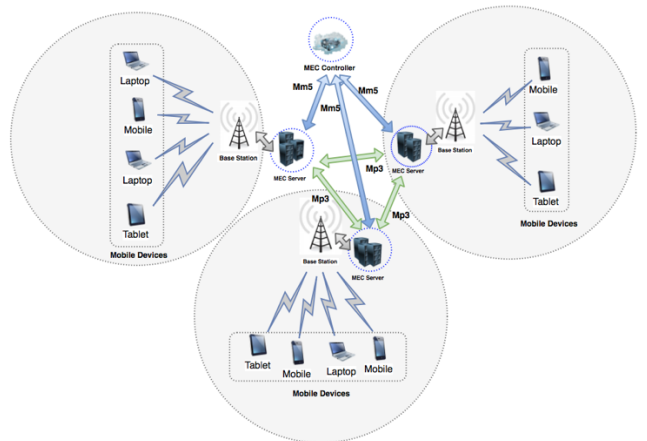 MEC Controller
Mm5
Mm5
Mm5
Laptop
Mobile
Laptop
Tablet
Mobile Devices
Base Station
MEC Server
Mobile
Laptop
Tablet
Mobile Devices
Base Station
MEC Server
Mp3
Mp3
Mp3
Base Station
MEC Server
Tablet
Mobile
Laptop
Mobile
Mobile Devices